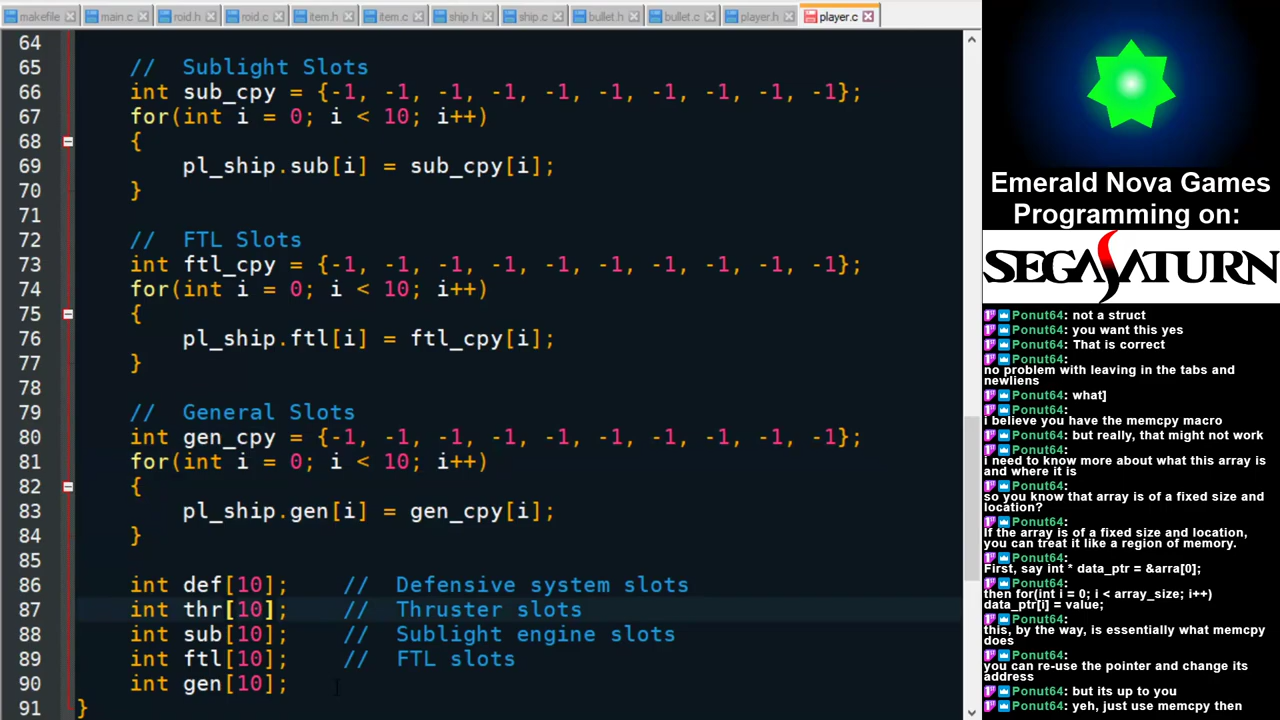 makefile main.c roid.h roid.c item.h item.c ship.h ship.c bullet.h bullet.c player.h player.c
64
65 // Sublight Slots
66 int sub_cpy = {-1, -1, -1, -1, -1, -1, -1, -1, -1, -1};
67 for(int i = 0; i < 10; i++)
68 {
69 pl_ship.sub[i] = sub_cpy[i];
70 }
71
72 // FTL Slots
73 int ftl_cpy = {-1, -1, -1, -1, -1, -1, -1, -1, -1, -1};
74 for(int i = 0; i < 10; i++)
75 {
76 pl_ship.ftl[i] = ftl_cpy[i];
77 }
78
79 // General Slots
80 int gen_cpy = {-1, -1, -1, -1, -1, -1, -1, -1, -1, -1};
81 for(int i = 0; i < 10; i++)
82 {
83 pl_ship.gen[i] = gen_cpy[i];
84 }
85
86 int def[10]; // Defensive system slots
87 int thr[10]; // Thruster slots
88 int sub[10]; // Sublight engine slots
89 int ftl[10]; // FTL slots
90 int gen[10];
91 }
Emerald Nova Games
Programming on:
SEGA SATURN
Ponut64: not a struct
Ponut64: you want this yes
Ponut64: That is correct
Ponut64:
no problem with leaving in the tabs and
newliens
Ponut64: what]
Ponut64:
i believe you have the memcpy macro
Ponut64: but really, that might not work
Ponut64:
i need to know more about what this array is
and where it is
Ponut64:
so you know that array is of a fixed size and
location?
Ponut64:
If the array is of a fixed size and location,
you can treat it like a region of memory.
Ponut64:
First, say int * data_ptr = &arra[0];
Ponut64:
then for(int i = 0; i < array_size; i++)
data_ptr[i] = value;
Ponut64:
this, by the way, is essentially what memcpy
does
Ponut64:
you can re-use the pointer and change its
address
Ponut64: but its up to you
Ponut64: yeh, just use memcpy then